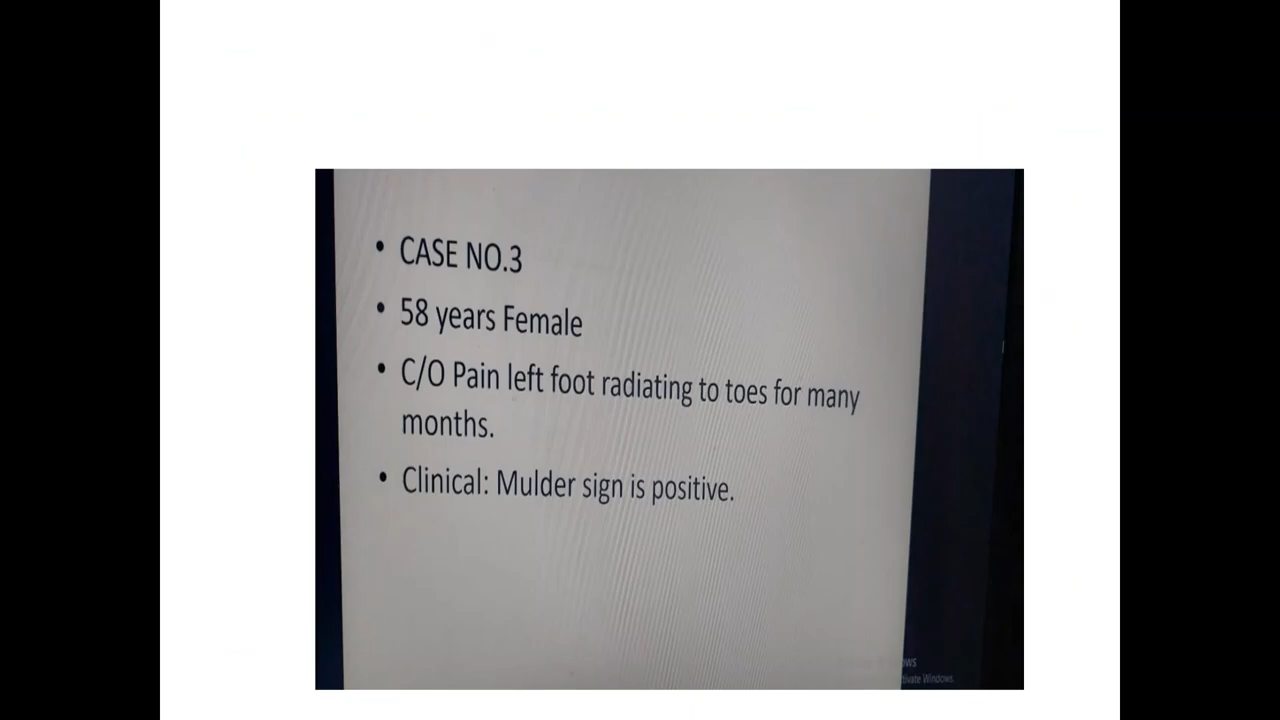 • CASE NO.3
• 58 years Female
• C/O Pain left foot radiating to toes for many
months.
• Clinical: Mulder sign is positive.
Windows